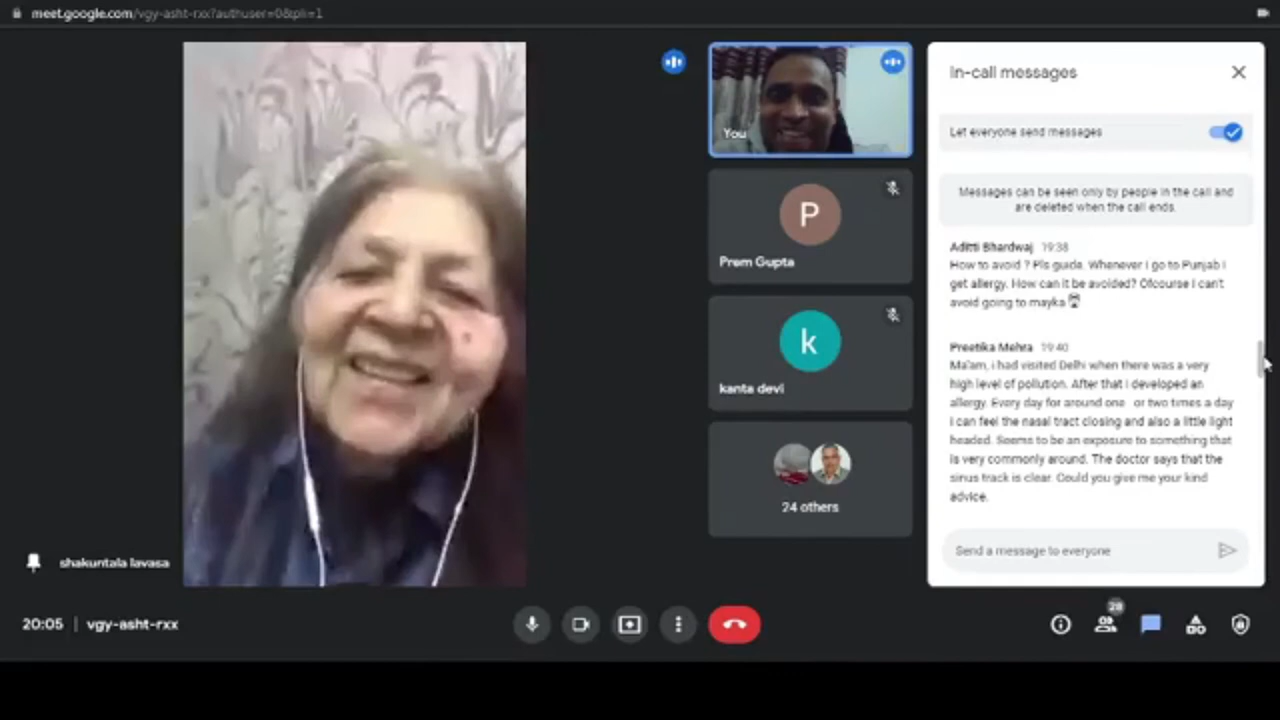 meet.google.com/vgy-asht-rxx?authuser=0&pli=1
You
P
Prem Gupta
k
kanta devi
24 others
shakuntala lavasa
20:05 | vgy-asht-rxx
28
In-call messages
Let everyone send messages
Messages can be seen only by people in the call and
are deleted when the call ends.
Aditti Bhardwaj 19:38
How to avoid ? Pls guide. Whenever i go to Punjab i
get allergy. How can it be avoided? Ofcourse I can't
avoid going to mayka
Preetika Mehra 19:40
Ma'am, i had visited Delhi when there was a very
high level of pollution. After that i developed an
allergy. Every day for around one or two times a day
I can feel the nasal tract closing and also a little light
headed. Seems to be an exposure to something that
is very commonly around. The doctor says that the
sinus track is clear. Could you give me your kind
advice.
Send a message to everyone